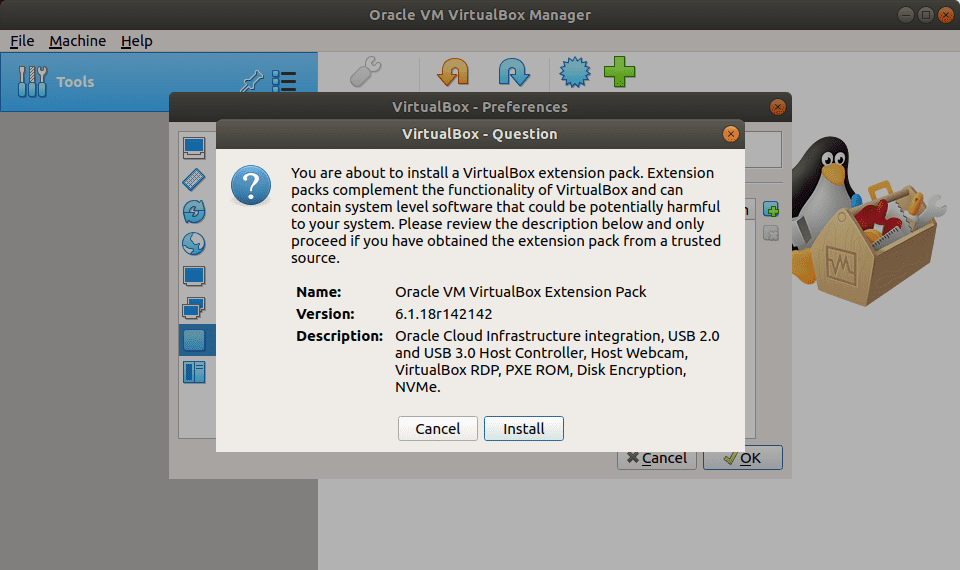 Oracle VM VirtualBox Manager
File Machine Help
Tools
VirtualBox - Preferences
VirtualBox - Question
You are about to install a VirtualBox extension pack. Extension
packs complement the functionality of VirtualBox and can
contain system level software that could be potentially harmful
to your system. Please review the description below and only
proceed if you have obtained the extension pack from a trusted
source.
Name: Oracle VM VirtualBox Extension Pack
Version: 6.1.18r142142
Description: Oracle Cloud Infrastructure integration, USB 2.0
and USB 3.0 Host Controller, Host Webcam,
VirtualBox RDP, PXE ROM, Disk Encryption,
NVMe.
Cancel Install
Cancel OK